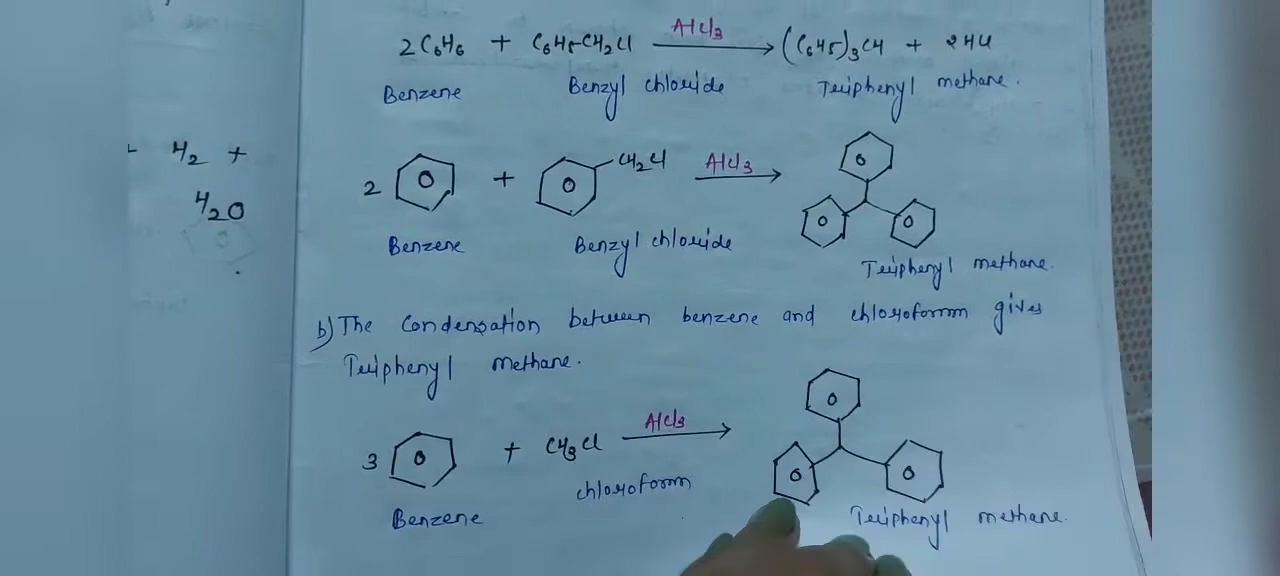 2C6H6 + C6H5-CH2Cl AlCl3 (C6H5)3CH + 2HCl
Benzene Benzyl chloride Triphenyl methane.
H2 +
H2O
2 + CH2Cl AlCl3
Benzene Benzyl chloride
Triphenyl methane.
b) The Condensation between benzene and chloroform gives
Triphenyl methane.
3 + CH3Cl AlCl3
chloroform
Benzene Triphenyl methane.